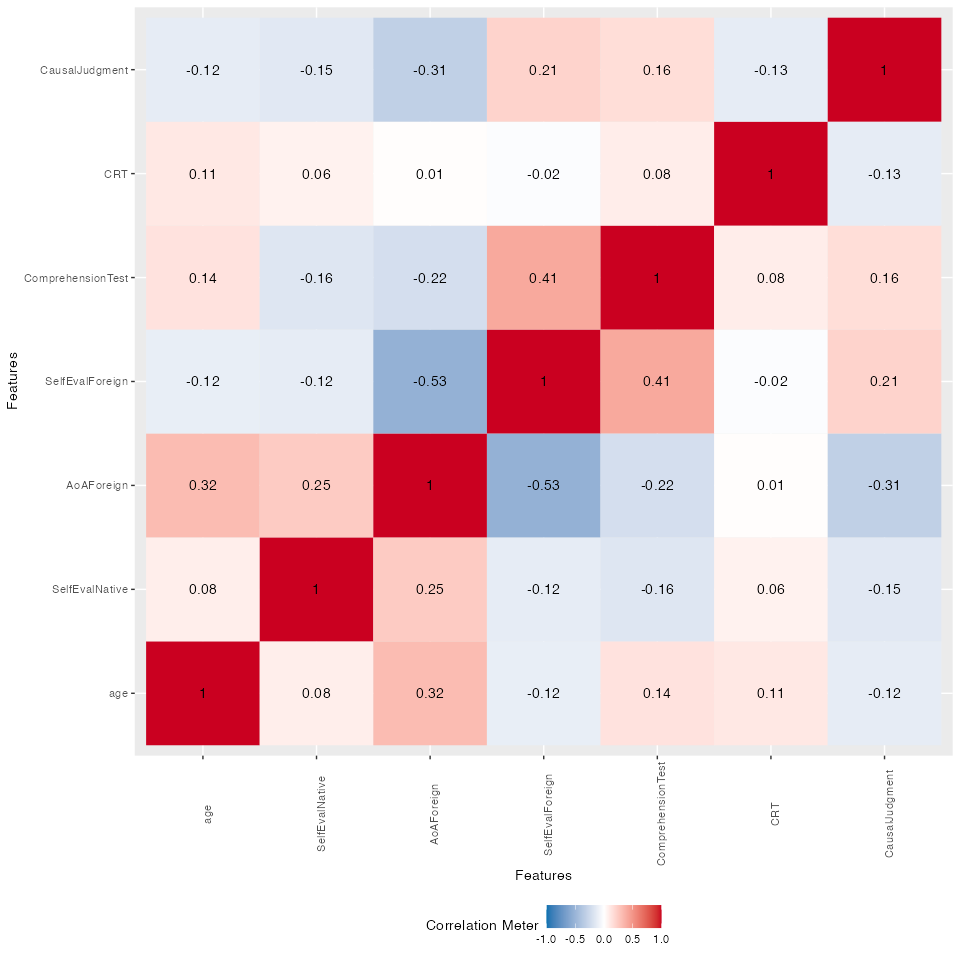 CausalJudgment -0.12 -0.15 -0.31 0.21 0.16 -0.13 1
CRT 0.11 0.06 0.01 -0.02 0.08 1 -0.13
ComprehensionTest 0.14 -0.16 -0.22 0.41 1 0.08 0.16
SelfEvalForeign -0.12 -0.12 -0.53 1 0.41 -0.02 0.21
AoAForeign 0.32 0.25 1 -0.53 -0.22 0.01 -0.31
SelfEvalNative 0.08 1 0.25 -0.12 -0.16 0.06 -0.15
age 1 0.08 0.32 -0.12 0.14 0.11 -0.12
Features
age
SelfEvalNative
AoAForeign
SelfEvalForeign
ComprehensionTest
CRT
CausalJudgment
Features
Correlation Meter
-1.0 -0.5 0.0 0.5 1.0